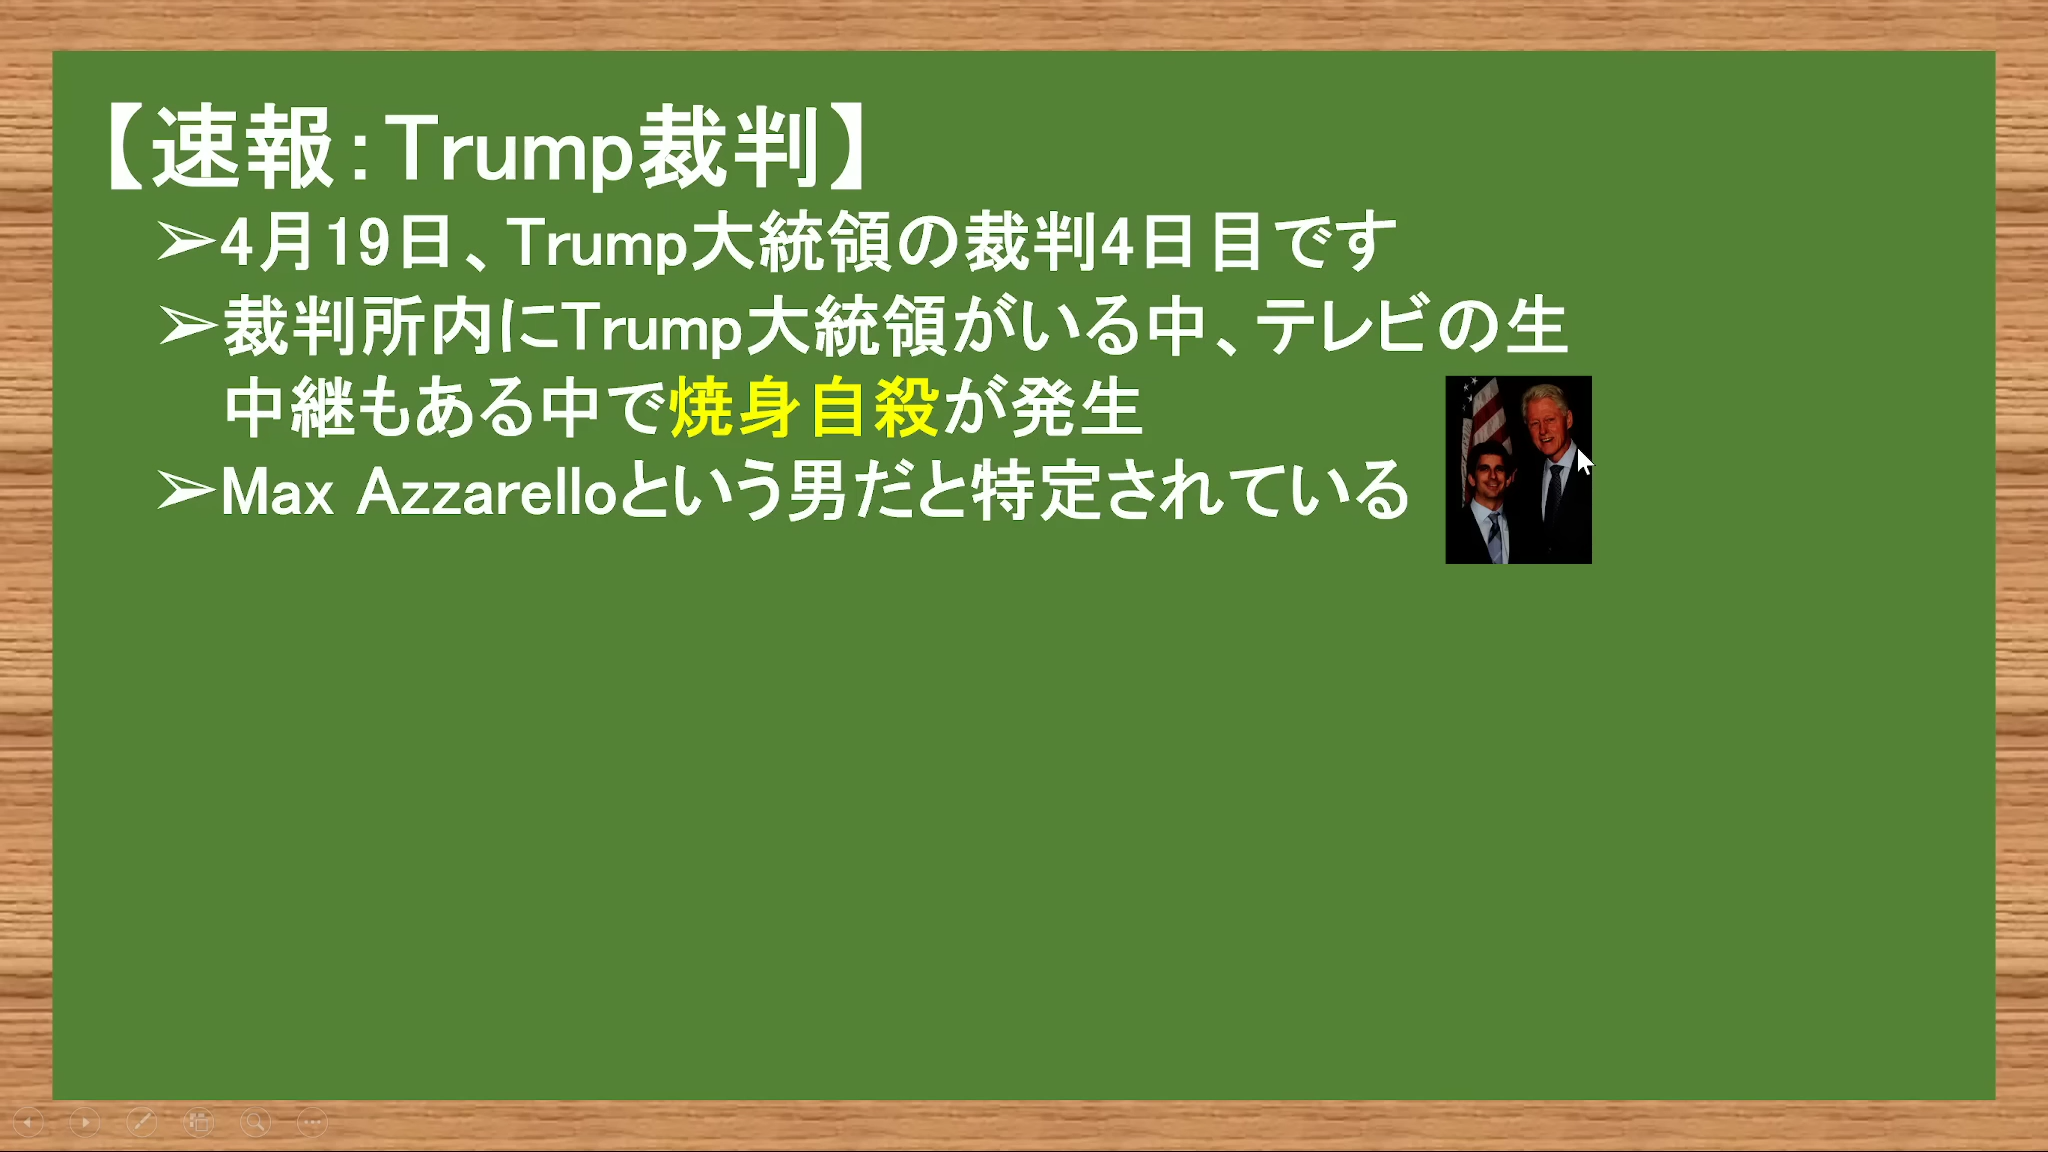 【速報:Trump裁判】
➢4月19日、Trump大統領の裁判4日目です
➢裁判所内にTrump大統領がいる中、テレビの生
中継もある中で焼身自殺が発生
➢Max Azzarelloという男だと特定されている